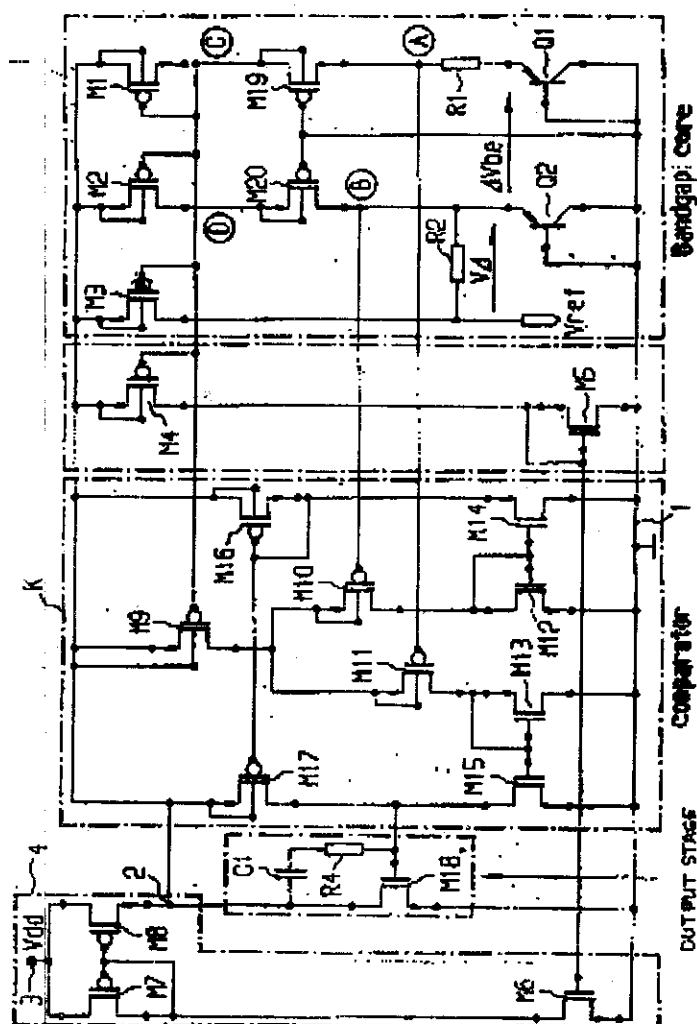 4
3
Vdd
M7
M8
2
C1
R4
M18
M6
OUTPUT STAGE
K
M9
M16
M17
M10
M11
M14
M12
M13
M15
1
Comparator
M4
M5
M3
M2
M1
D
C
M20
M19
B
A
R2
R1
VΔ
ΔVbe
Q2
Q1
Vref
Bandgap core